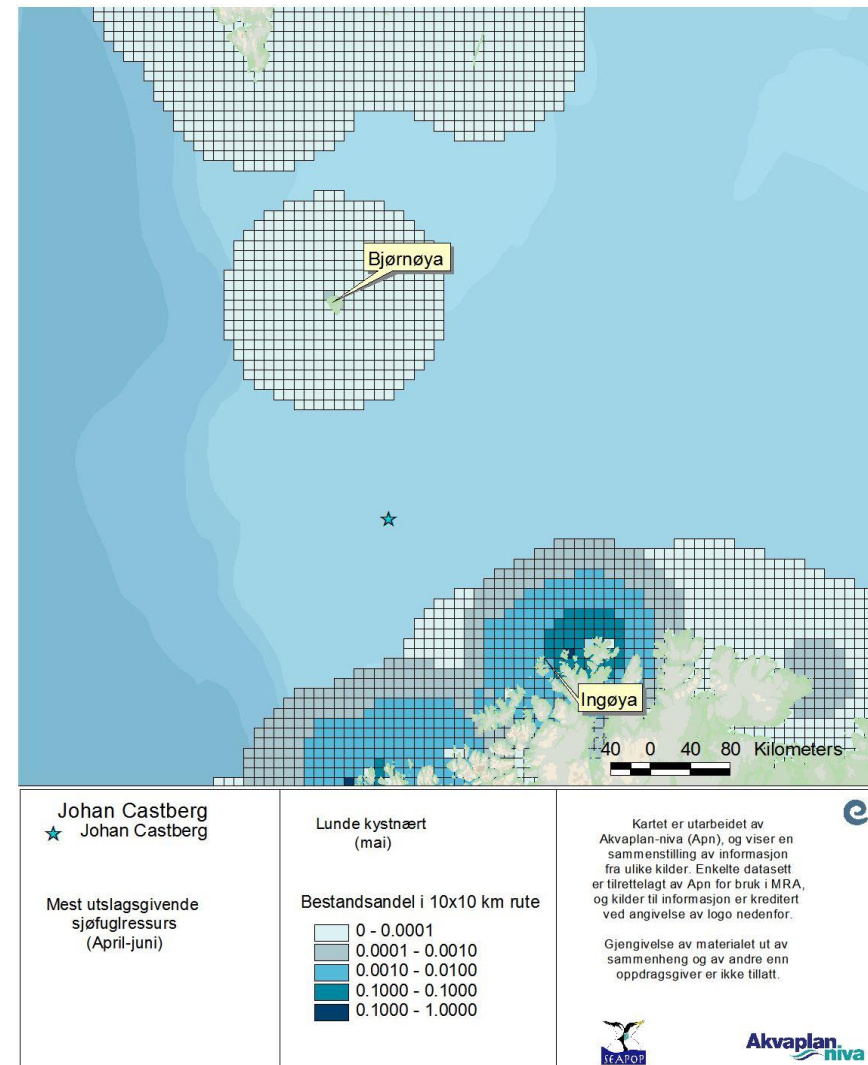 Bjørnøya
Ingøya
40 0 40 80 Kilometers
Johan Castberg
Johan Castberg
Mest utslagsgivende
sjøfuglressurs
(April-juni)
Lunde kystnært
(mai)
Bestandsandel i 10x10 km rute
0 - 0.0001
0.0001 - 0.0010
0.0010 - 0.0100
0.1000 - 0.1000
0.1000 - 1.0000
Kartet er utarbeidet av
Akvaplan-niva (Apn), og viser en
sammenstilling av informasjon
fra ulike kilder. Enkelte datasett
er tilrettelagt av Apn for bruk i MRA,
og kilder til informasjon er kreditert
ved angivelse av logo nedenfor.
Gjengivelse av materialet ut av
sammenheng og av andre enn
oppdragsgiver er ikke tillatt.
SEAPOP
Akvaplan
niva